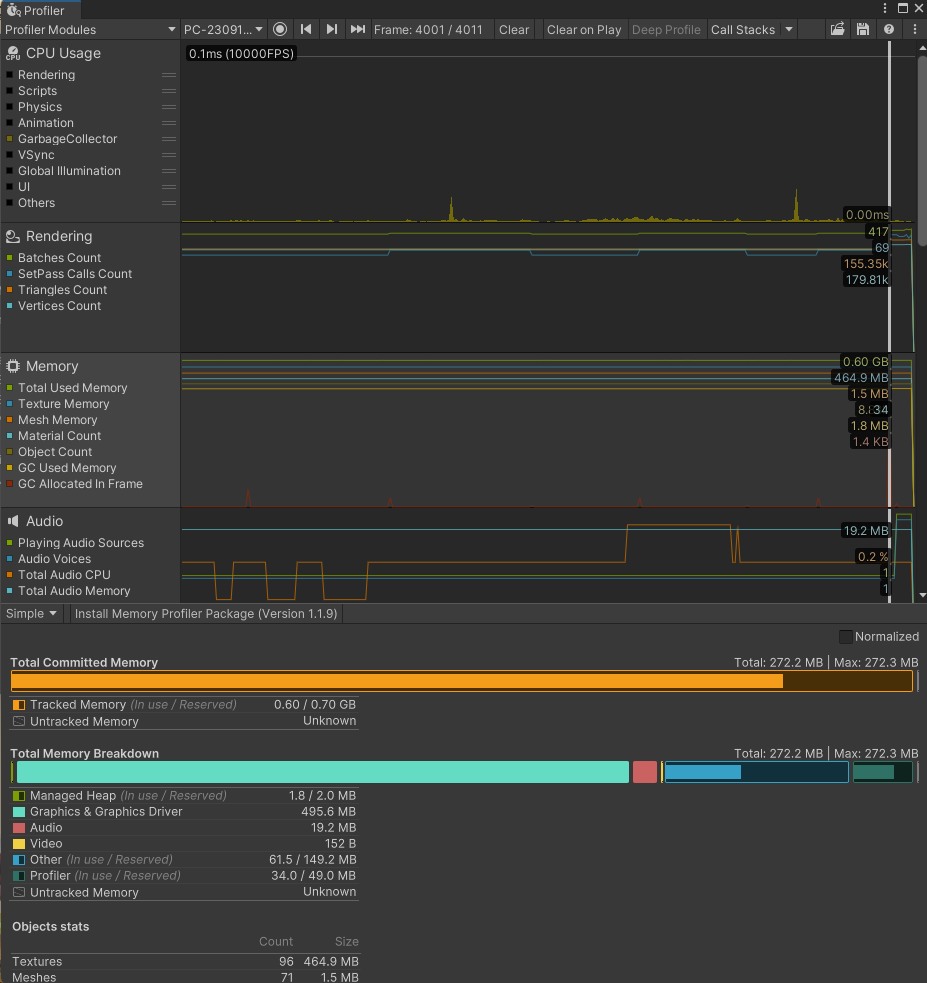 Profiler
Profiler Modules PC-23091... Frame: 4001 / 4011 Clear Clear on Play Deep Profile Call Stacks
CPU Usage
0.1ms (10000FPS)
Rendering
Scripts
Physics
Animation
GarbageCollector
VSync
Global Illumination
UI
Others
0.00ms
Rendering
417
69
155.35k
179.81k
Batches Count
SetPass Calls Count
Triangles Count
Vertices Count
Memory
0.60 GB
464.9 MB
1.5 MB
1.8 MB
1.4 KB
Total Used Memory
Texture Memory
Mesh Memory
Material Count
Object Count
GC Used Memory
GC Allocated In Frame
Audio
19.2 MB
0.2 %
1
1
Playing Audio Sources
Audio Voices
Total Audio CPU
Total Audio Memory
Simple Install Memory Profiler Package (Version 1.1.9)
Normalized
Total Committed Memory Total: 272.2 MB | Max: 272.3 MB
Tracked Memory (In use / Reserved) 0.60 / 0.70 GB
Untracked Memory Unknown
Total Memory Breakdown Total: 272.2 MB | Max: 272.3 MB
Managed Heap (In use / Reserved) 1.8 / 2.0 MB
Graphics & Graphics Driver 495.6 MB
Audio 19.2 MB
Video 152 B
Other (In use / Reserved) 61.5 / 149.2 MB
Profiler (In use / Reserved) 34.0 / 49.0 MB
Untracked Memory Unknown
Objects stats
Count Size
Textures 96 464.9 MB
Meshes 71 1.5 MB